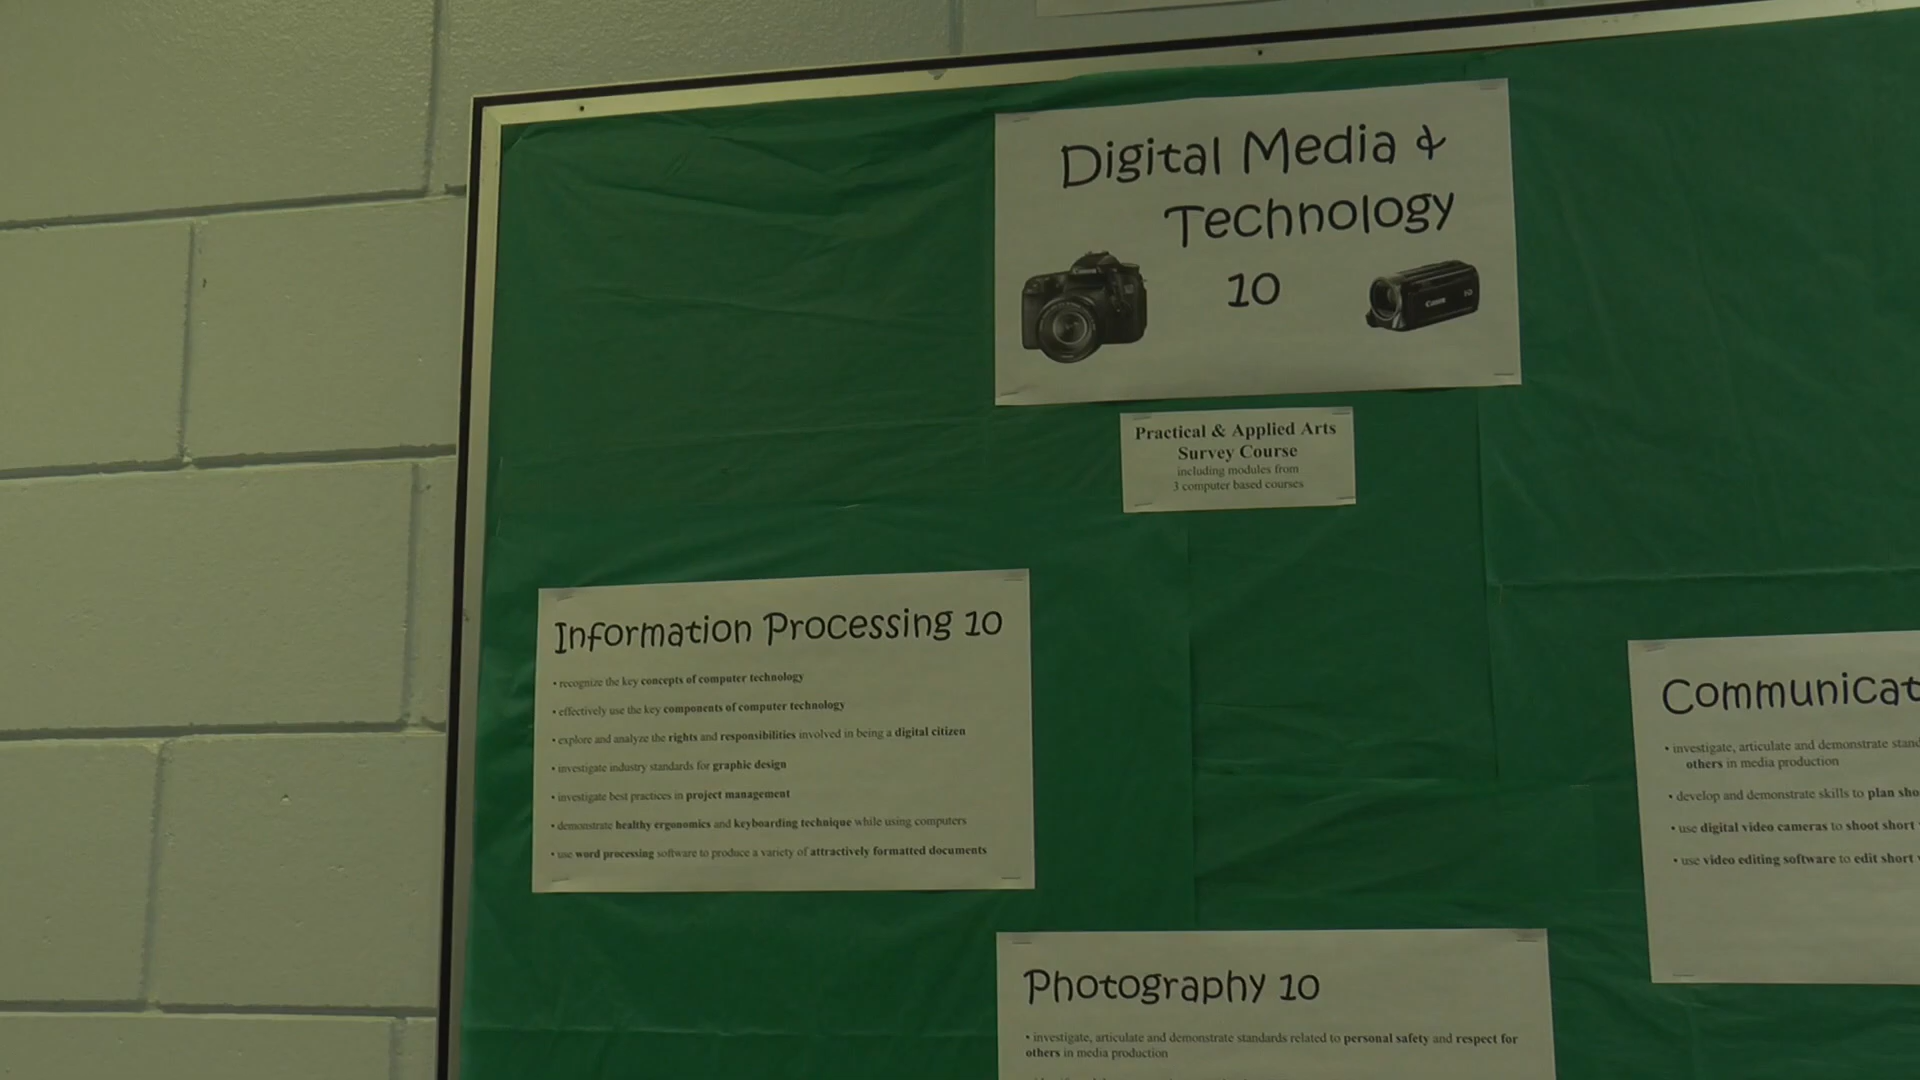 Digital Media &
Technology
10
Canon
Canon HD
Practical & Applied Arts
Survey Course
including modules from
3 computer based courses
Information Processing 10
• recognize the key concepts of computer technology
• effectively use the key components of computer technology
• explore and analyze the rights and responsibilities involved in being a digital citizen
• investigate industry standards for graphic design
• investigate best practices in project management
• demonstrate healthy ergonomics and keyboarding technique while using computers
• use word processing software to produce a variety of attractively formatted documents
Communicat
• investigate, articulate and demonstrate stand
others in media production
• develop and demonstrate skills to plan sho
• use digital video cameras to shoot short
• use video editing software to edit short
Photography 10
• investigate, articulate and demonstrate standards related to personal safety and respect for
others in media production